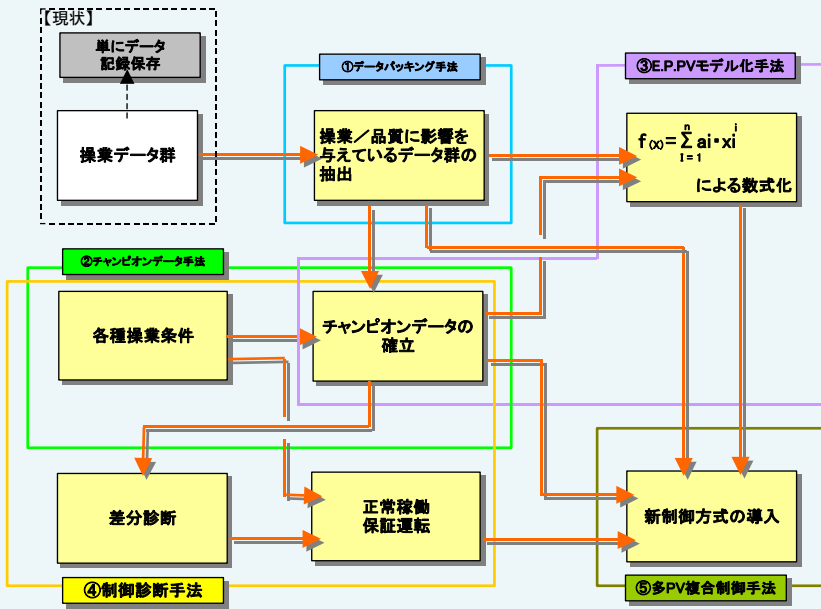 【現状】
単にデータ
記録保存
操業データ群
①データパッキング手法
操業／品質に影響を
与えているデータ群の
抽出
③E.P.PVモデル化手法
f(x)=Σai・xi^i
n
I=1
による数式化
②チャンピオンデータ手法
各種操業条件
チャンピオンデータの
確立
差分診断
正常稼働
保証運転
新制御方式の導入
④制御診断手法
⑤多PV複合制御手法